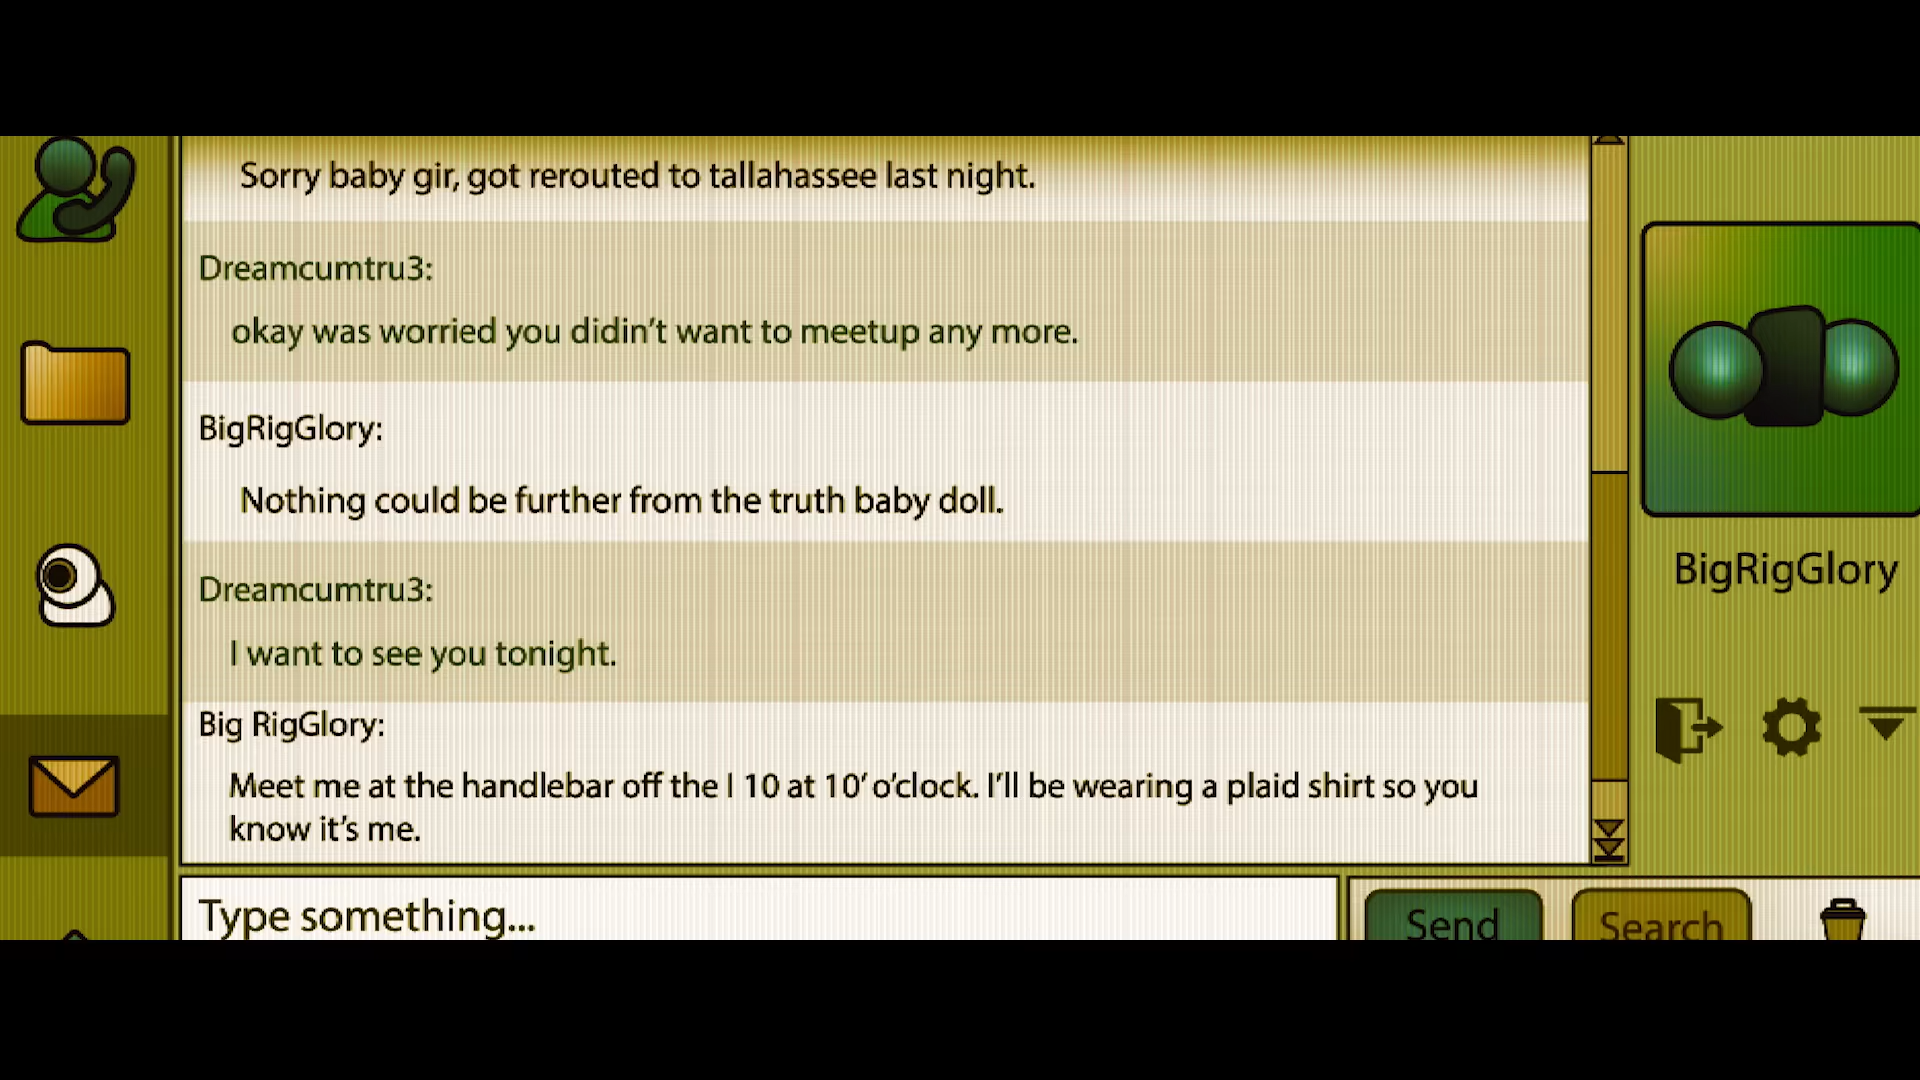 Sorry baby gir, got rerouted to tallahassee last night.
Dreamcumtru3:
okay was worried you didin't want to meetup any more.
BigRigGlory:
Nothing could be further from the truth baby doll.
Dreamcumtru3:
I want to see you tonight.
Big RigGlory:
Meet me at the handlebar off the I 10 at 10' o'clock. I'll be wearing a plaid shirt so you
know it's me.
Type something...
Send
Search
BigRigGlory